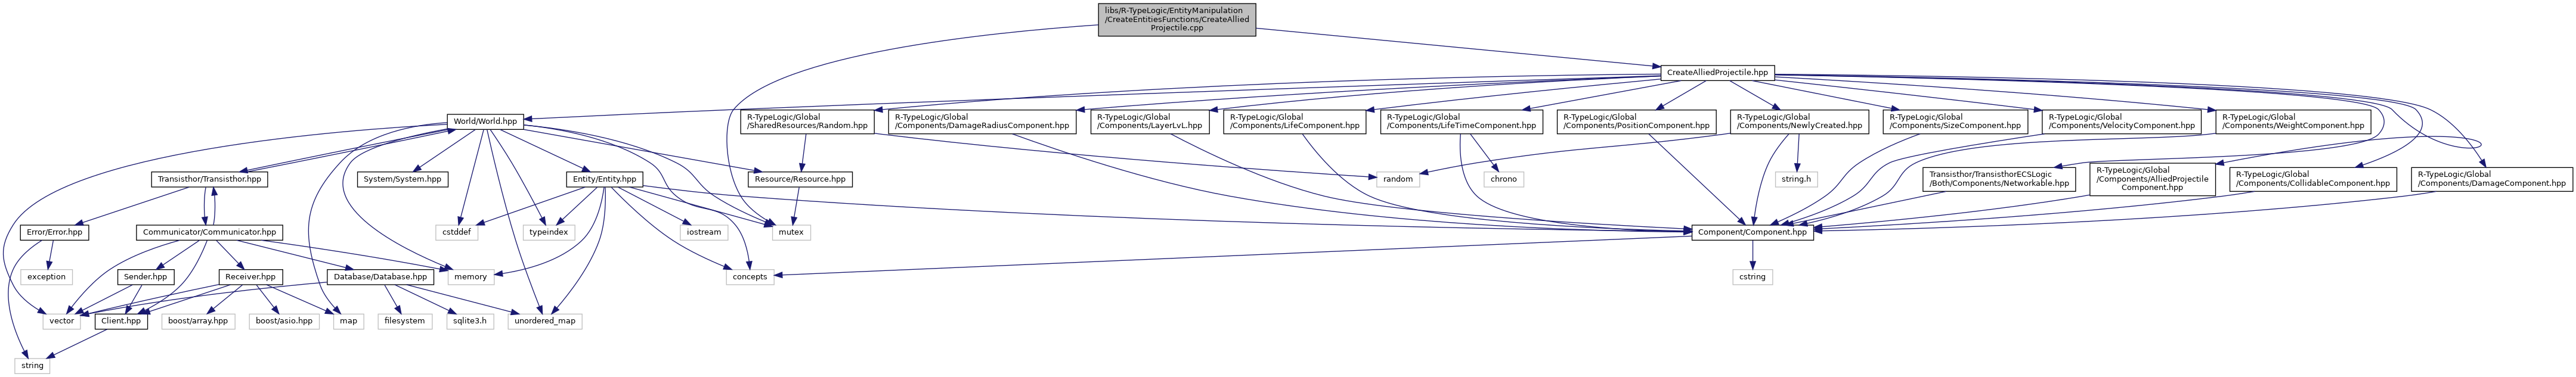 libs/R-TypeLogic/EntityManipulation
/CreateEntitiesFunctions/CreateAllied
Projectile.cpp
CreateAlliedProjectile.hpp
World/World.hpp
R-TypeLogic/Global
/SharedResources/Random.hpp
R-TypeLogic/Global
/Components/DamageRadiusComponent.hpp
R-TypeLogic/Global
/Components/LayerLvL.hpp
R-TypeLogic/Global
/Components/LifeComponent.hpp
R-TypeLogic/Global
/Components/LifeTimeComponent.hpp
R-TypeLogic/Global
/Components/PositionComponent.hpp
R-TypeLogic/Global
/Components/NewlyCreated.hpp
R-TypeLogic/Global
/Components/SizeComponent.hpp
R-TypeLogic/Global
/Components/VelocityComponent.hpp
R-TypeLogic/Global
/Components/WeightComponent.hpp
Transisthor/Transisthor.hpp
System/System.hpp
Entity/Entity.hpp
Resource/Resource.hpp
random
chrono
string.h
Transisthor/TransisthorECSLogic
/Both/Components/Networkable.hpp
R-TypeLogic/Global
/Components/AlliedProjectile
Component.hpp
R-TypeLogic/Global
/Components/CollidableComponent.hpp
R-TypeLogic/Global
/Components/DamageComponent.hpp
Error/Error.hpp
Communicator/Communicator.hpp
cstddef
typeindex
iostream
mutex
Component/Component.hpp
exception
Sender.hpp
Receiver.hpp
Database/Database.hpp
memory
concepts
cstring
vector
Client.hpp
boost/array.hpp
boost/asio.hpp
map
filesystem
sqlite3.h
unordered_map
string